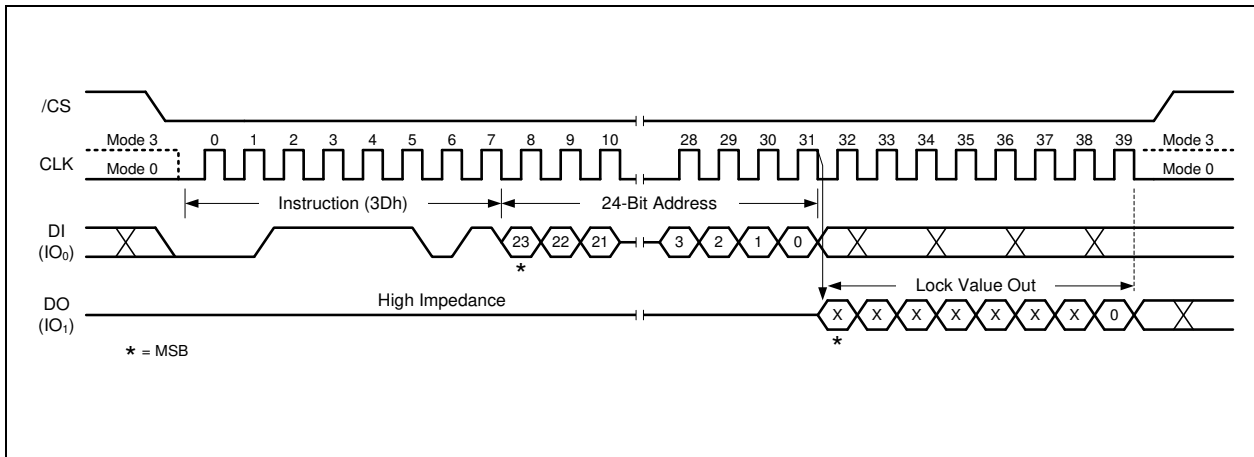 /CS
Mode 3 0 1 2 3 4 5 6 7 8 9 10 28 29 30 31 32 33 34 35 36 37 38 39 Mode 3
CLK Mode 0 Mode 0
Instruction (3Dh) 24-Bit Address
DI
(IO₀)
23 22 21 3 2 1 0
*
Lock Value Out
High Impedance
DO
(IO₁)
X X X X X X X 0
*
* = MSB